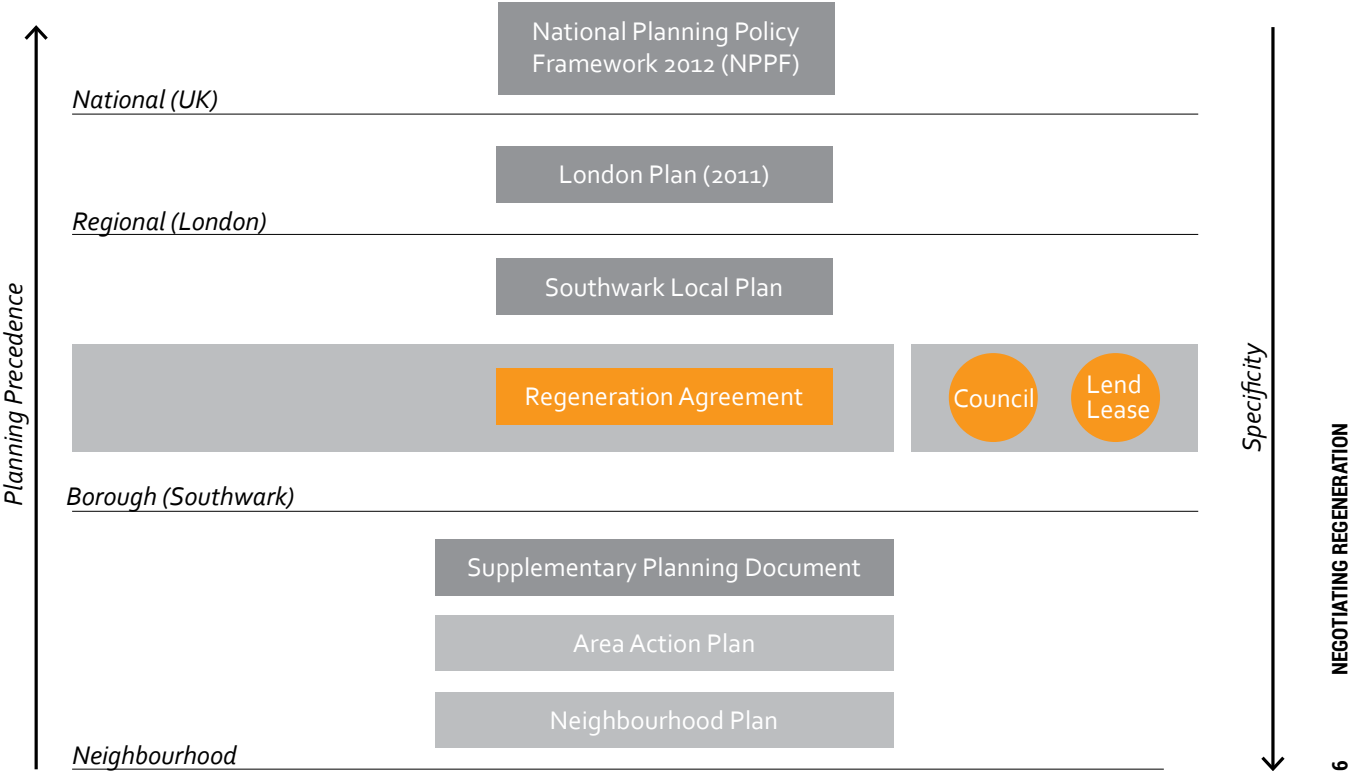 National Planning Policy
Framework 2012 (NPPF)
National (UK)
London Plan (2011)
Regional (London)
Southwark Local Plan
Regeneration Agreement
Council
Lend
Lease
Borough (Southwark)
Supplementary Planning Document
Area Action Plan
Neighbourhood Plan
Neighbourhood
Planning Precedence
Specificity
NEGOTIATING REGENERATION
6